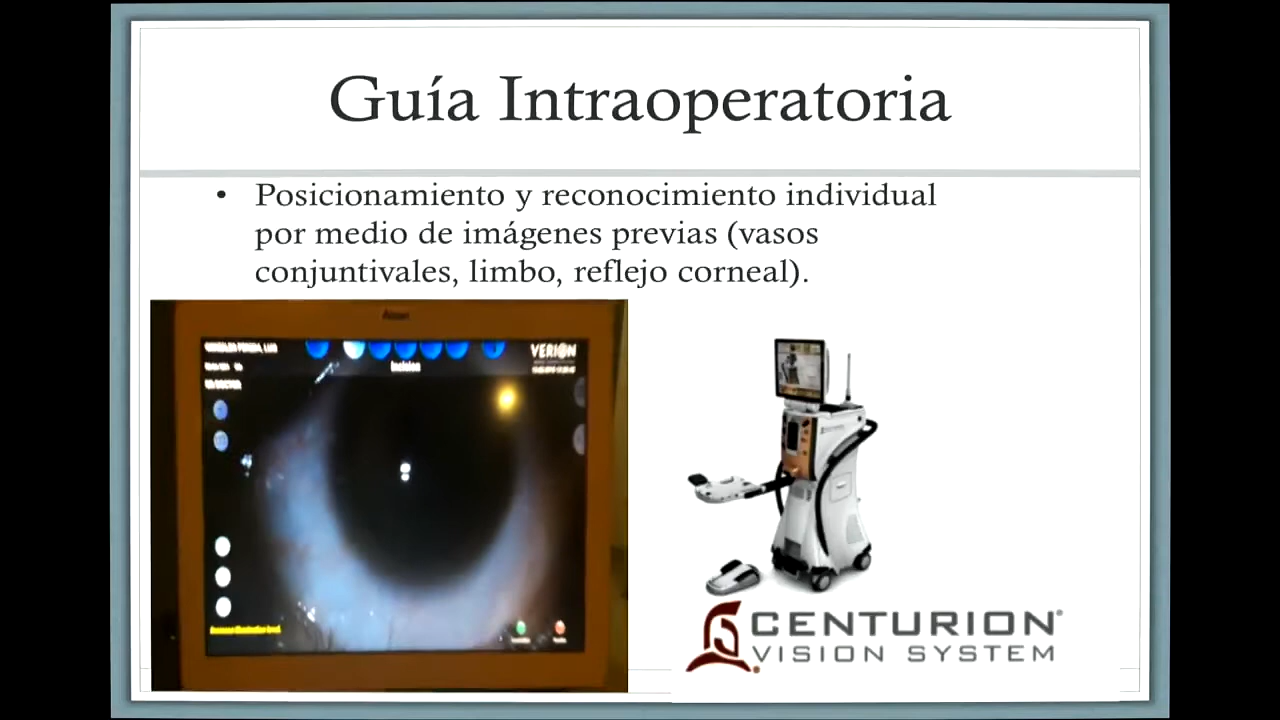 Guía Intraoperatoria
• Posicionamiento y reconocimiento individual
por medio de imágenes previas (vasos
conjuntivales, limbo, reflejo corneal).
VERION
Incision
CENTURION®
VISION SYSTEM